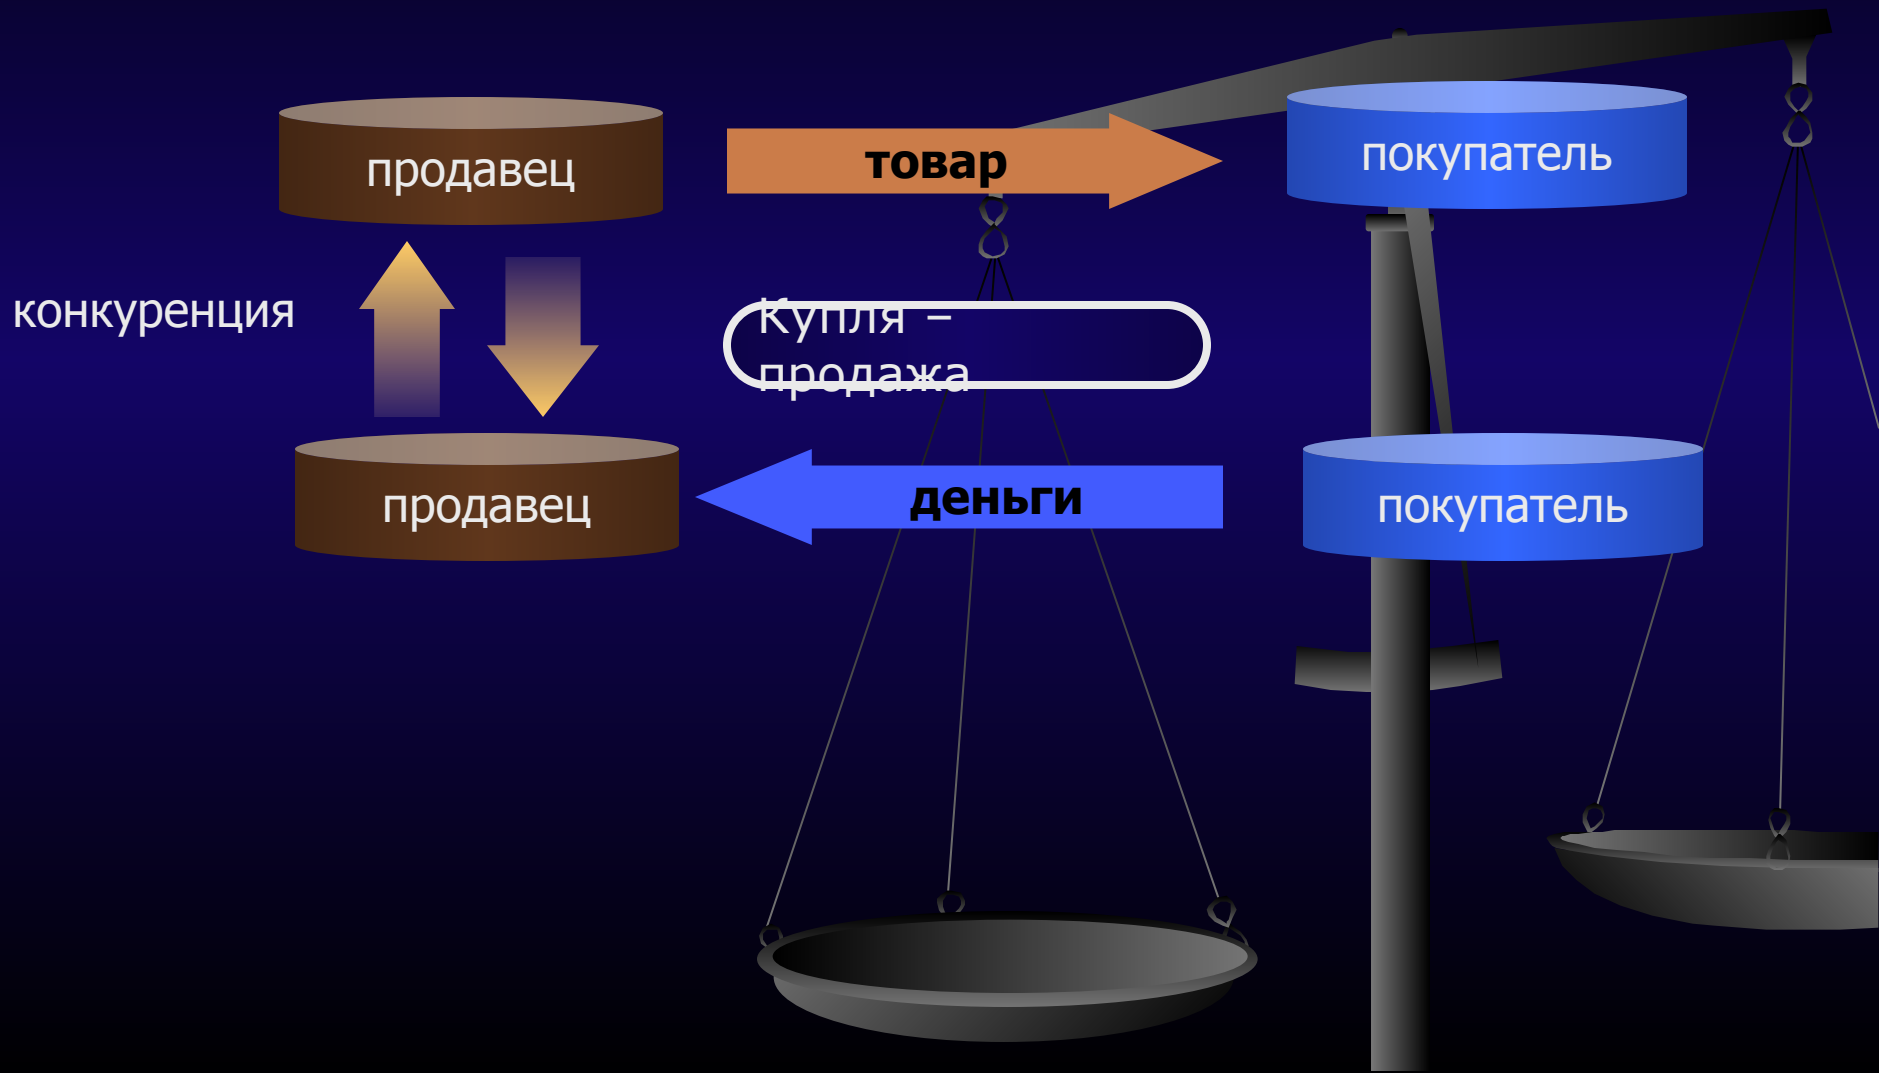 продавец
товар
покупатель
конкуренция
Купля –
продажа
продавец
деньги
покупатель